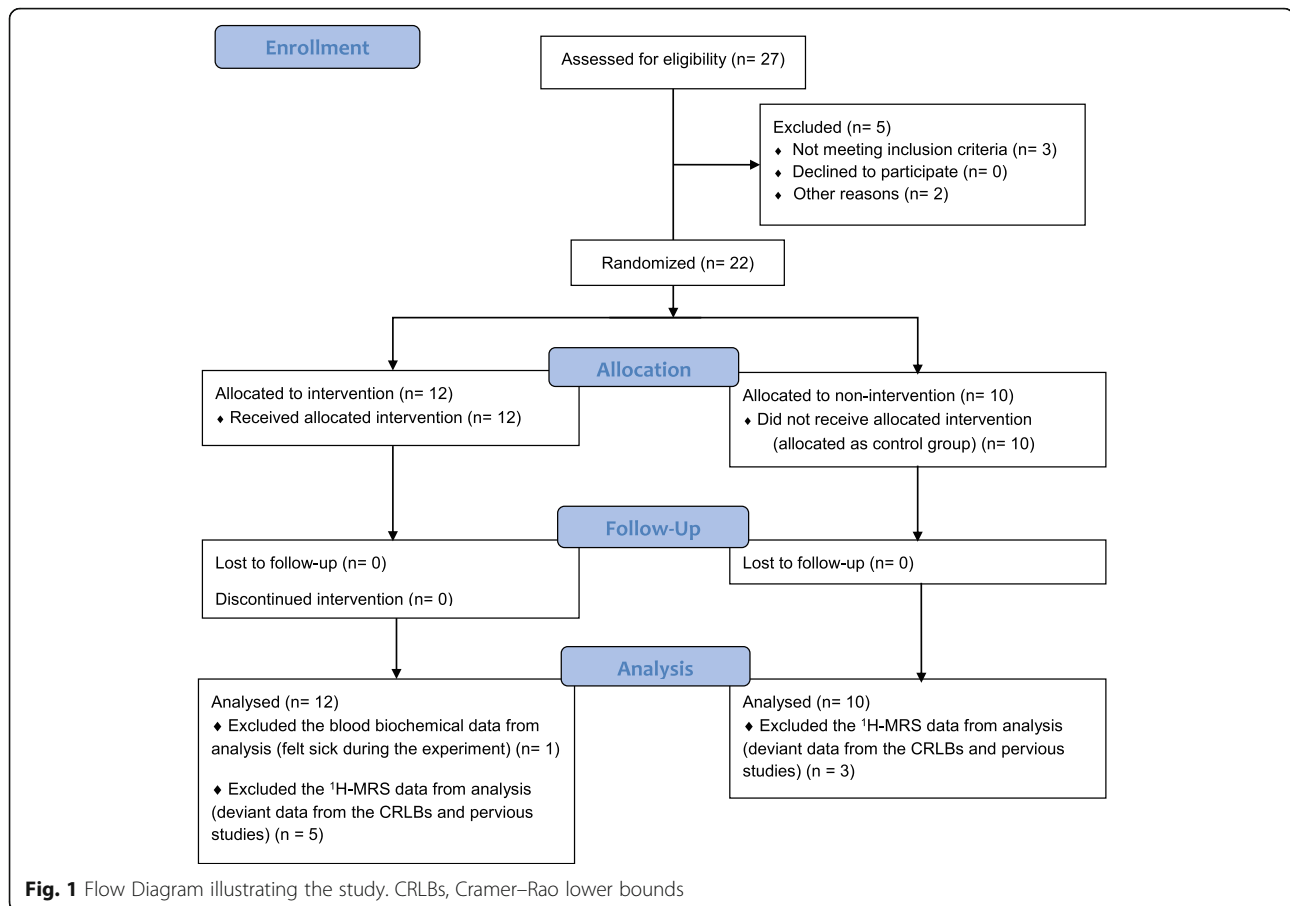 Enrollment
Assessed for eligibility (n= 27)
Excluded (n= 5)
♦ Not meeting inclusion criteria (n= 3)
♦ Declined to participate (n= 0)
♦ Other reasons (n= 2)
Randomized (n= 22)
Allocation
Allocated to intervention (n= 12)
♦ Received allocated intervention (n= 12)
Allocated to non-intervention (n= 10)
♦ Did not receive allocated intervention
(allocated as control group) (n= 10)
Follow-Up
Lost to follow-up (n= 0)
Discontinued intervention (n= 0)
Lost to follow-up (n= 0)
Analysis
Analysed (n= 12)
♦ Excluded the blood biochemical data from
analysis (felt sick during the experiment) (n= 1)
♦ Excluded the ¹H-MRS data from analysis
(deviant data from the CRLBs and pervious
studies) (n = 5)
Analysed (n= 10)
♦ Excluded the ¹H-MRS data from analysis
(deviant data from the CRLBs and pervious
studies) (n = 3)
Fig. 1 Flow Diagram illustrating the study. CRLBs, Cramer–Rao lower bounds